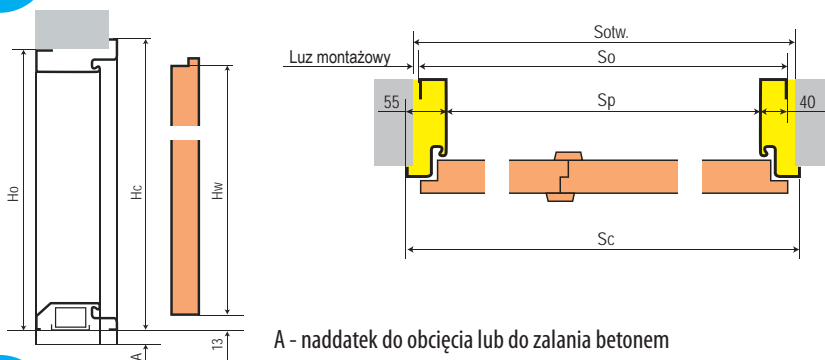 Ho
Hc
Hw
A
13
Sotw.
Luz montażowy
So
55
Sp
40
Sc
A - naddatek do obcięcia lub do zalania betonem